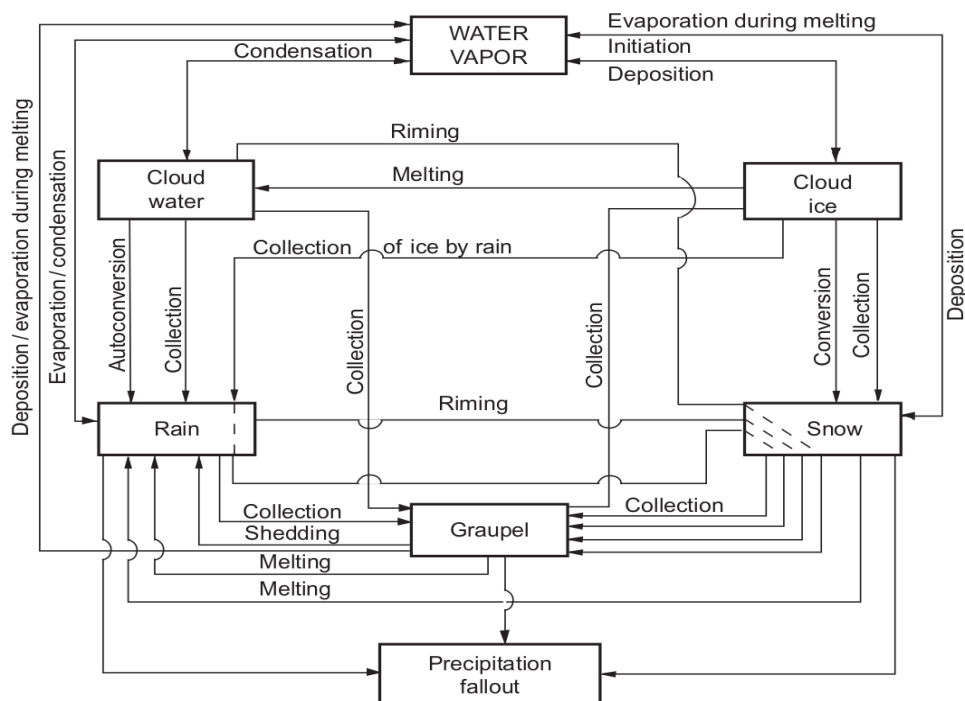 Evaporation during melting
WATER
VAPOR
Condensation
Initiation
Deposition
Riming
Cloud
water
Melting
Cloud
ice
Collection of ice by rain
Deposition / evaporation during melting
Evaporation / condensation
Autoconversion
Collection
Collection
Collection
Conversion
Collection
Deposition
Rain
Riming
Snow
Collection
Graupel
Collection
Shedding
Melting
Melting
Precipitation
fallout